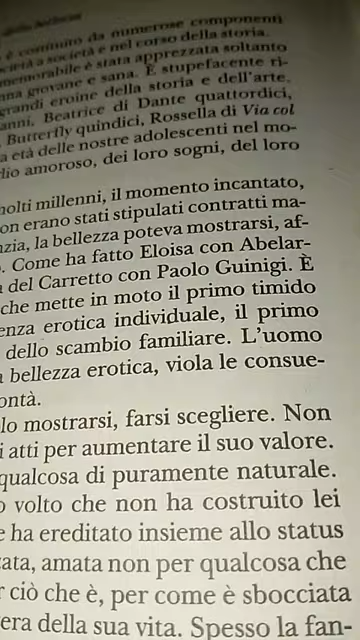 è costituito da numerose componenti
società a società e nel corso della storia.
memorabile è stata apprezzata soltanto
giovane e sana. È stupefacente ri-
grandi eroine della storia e dell'arte.
anni. Beatrice di Dante quattordici,
Butterfly quindici, Rossella di Via col
a età delle nostre adolescenti nel mo-
dio amoroso, dei loro sogni, del loro
molti millenni, il momento incantato,
on erano stati stipulati contratti ma-
nzia, la bellezza poteva mostrarsi, af-
. Come ha fatto Eloisa con Abelar-
del Carretto con Paolo Guinigi. È
che mette in moto il primo timido
enza erotica individuale, il primo
dello scambio familiare. L'uomo
a bellezza erotica, viola le consue-
ontà.
lo mostrarsi, farsi scegliere. Non
i atti per aumentare il suo valore.
qualcosa di puramente naturale.
o volto che non ha costruito lei
e ha ereditato insieme allo status
ata, amata non per qualcosa che
r ciò che è, per come è sbocciata
era della sua vita. Spesso la fan-